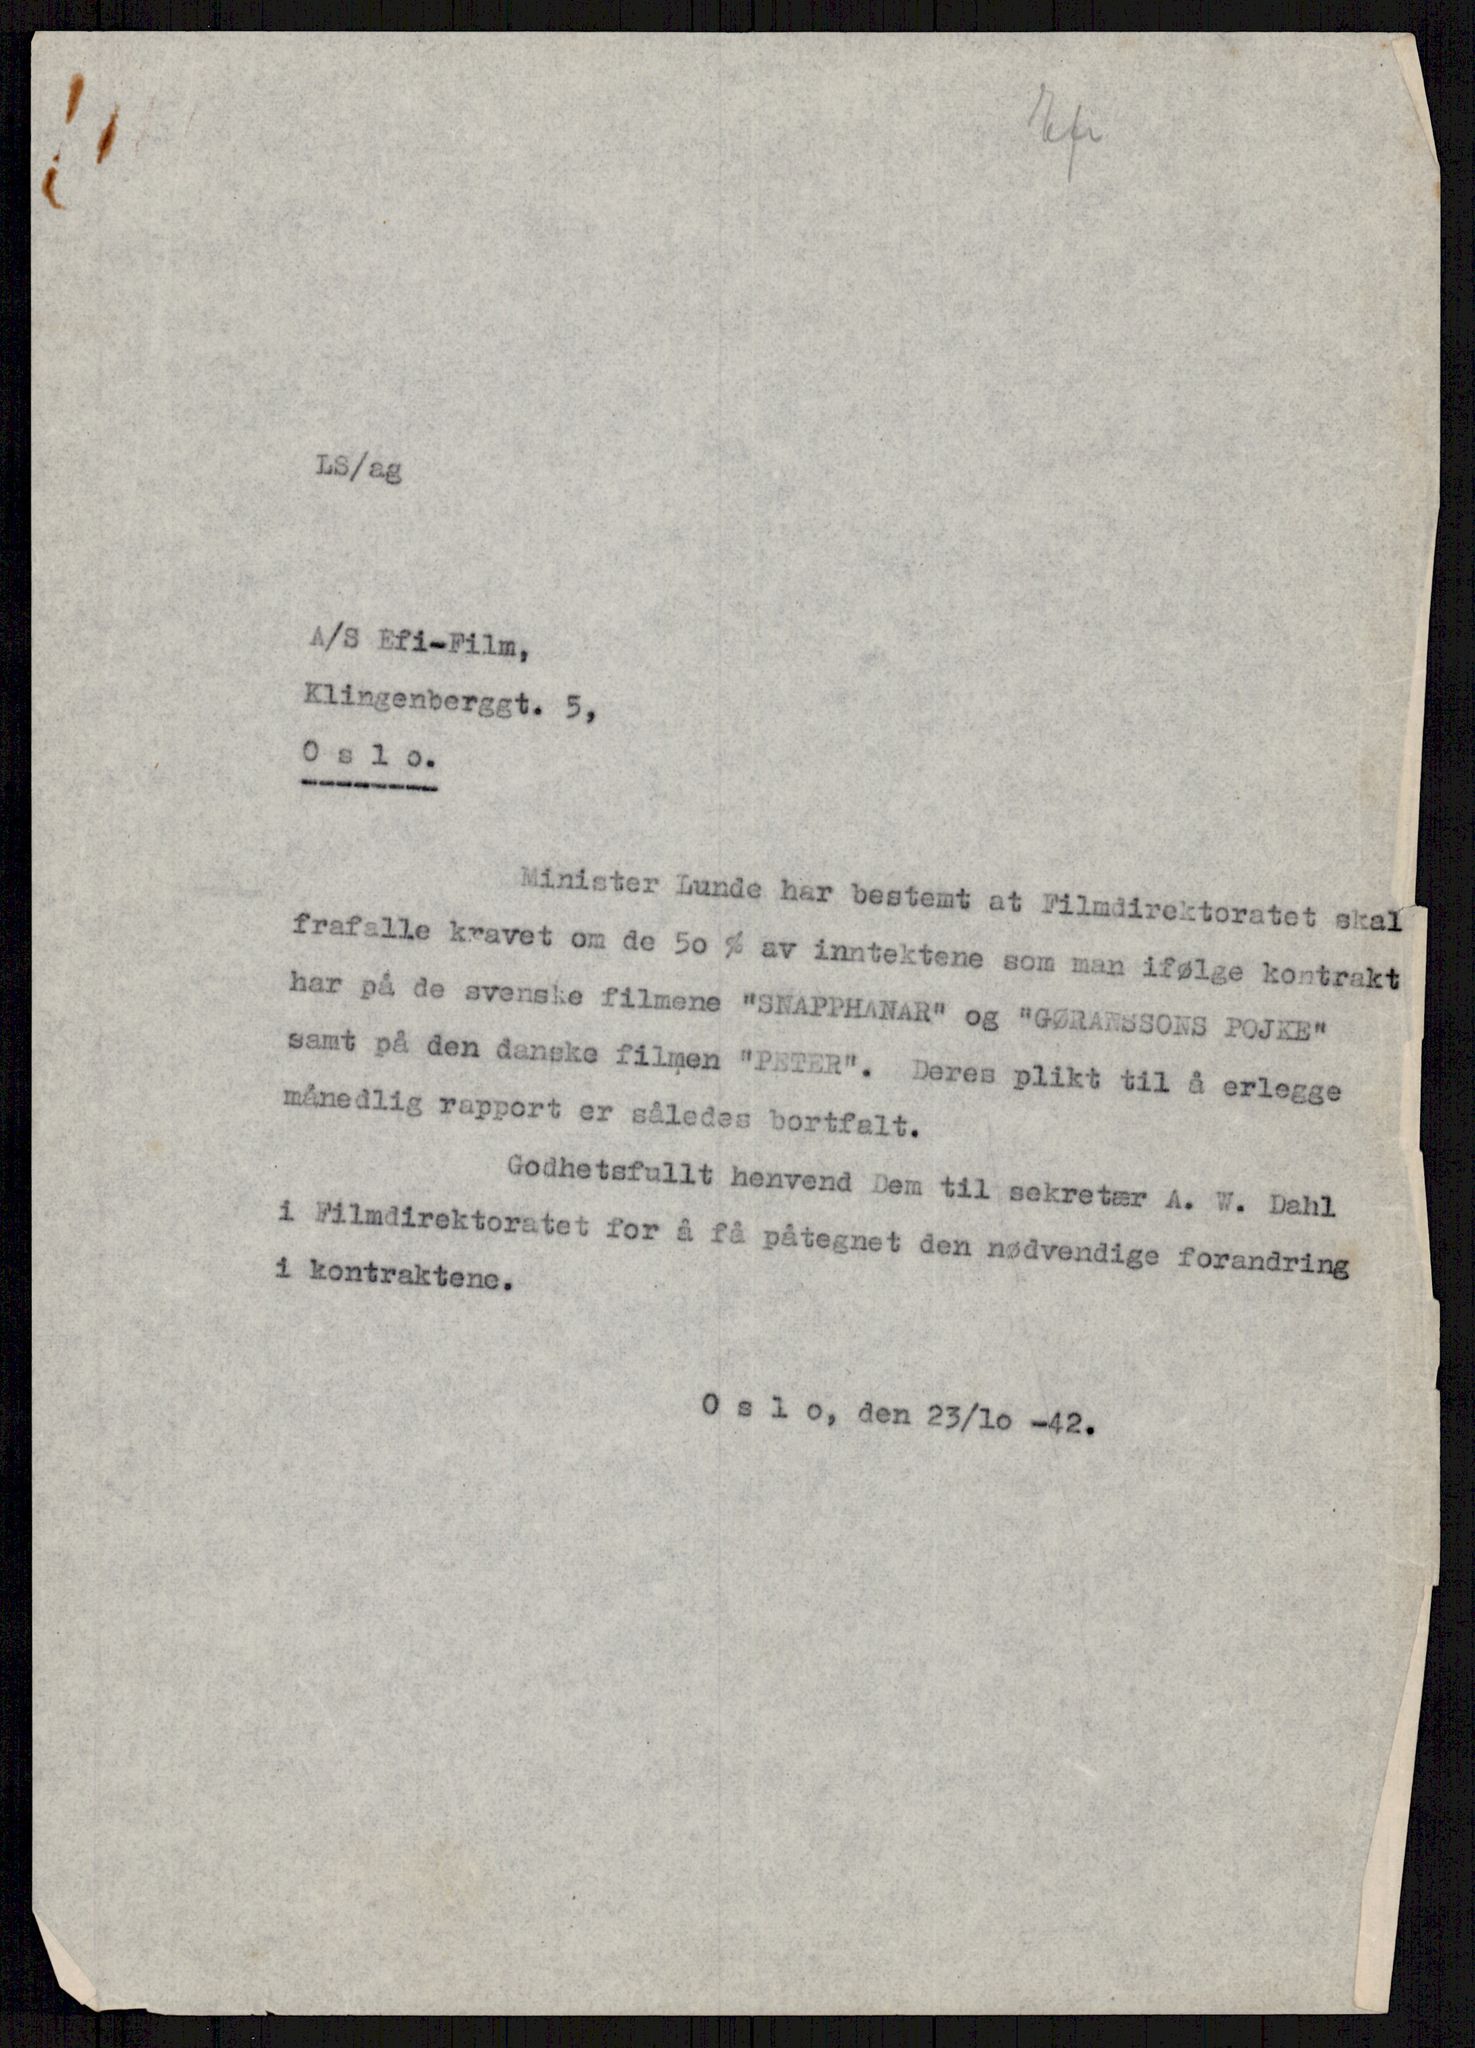 Efi
LS/ag
A/S Efi-Film,
Klingenberggt. 5,
O s l o.
Minister Lunde har bestemt at Filmdirektoratet skal
frafalle kravet om de 5o % av inntektene som man ifølge kontrakt
har på de svenske filmene "SNAPPHANAR" og "GØRANSSONS POJKE"
samt på den danske filmen "PETER". Deres plikt til å erlegge
månedlig rapport er således bortfalt.
Godhetsfullt henvend Dem til sekretær A. W. Dahl
i Filmdirektoratet for å få påtegnet den nødvendige forandring
i kontraktene.
O s l o, den 23/1o -42.